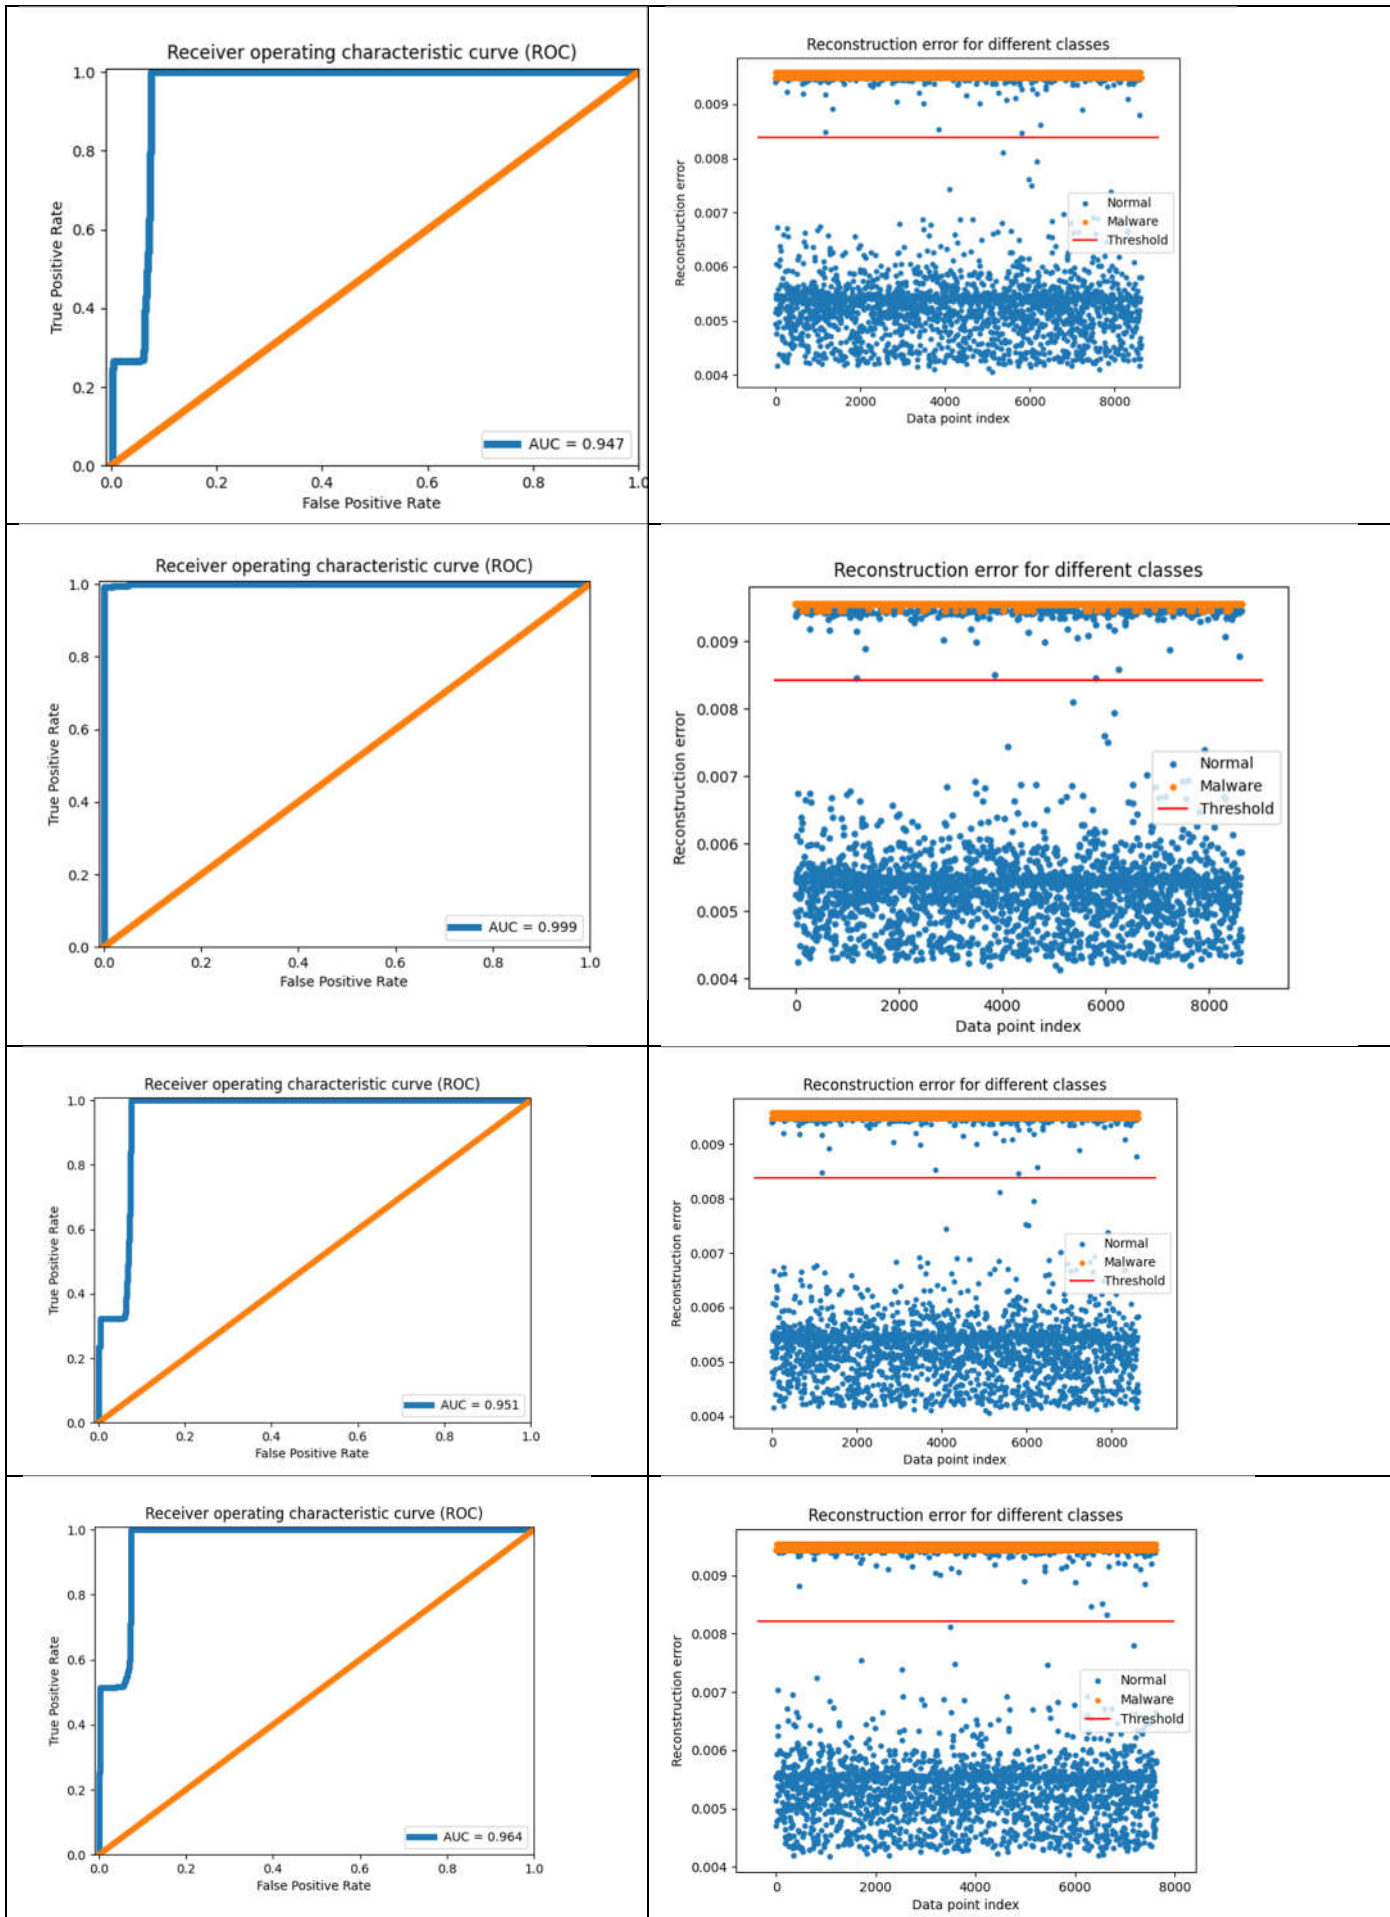 Receiver operating characteristic curve (ROC)
1.0
0.8
0.6
0.4
0.2
0.0
True Positive Rate
AUC = 0.947
0.0 0.2 0.4 0.6 0.8 1.0
False Positive Rate
Reconstruction error for different classes
0.009
0.008
0.007
0.006
0.005
0.004
Reconstruction error
Normal
Malware
Threshold
0 2000 4000 6000 8000
Data point index
Receiver operating characteristic curve (ROC)
1.0
0.8
0.6
0.4
0.2
0.0
True Positive Rate
AUC = 0.999
0.0 0.2 0.4 0.6 0.8 1.0
False Positive Rate
Reconstruction error for different classes
0.009
0.008
0.007
0.006
0.005
0.004
Reconstruction error
Normal
Malware
Threshold
0 2000 4000 6000 8000
Data point index
Receiver operating characteristic curve (ROC)
1.0
0.8
0.6
0.4
0.2
0.0
True Positive Rate
AUC = 0.951
0.0 0.2 0.4 0.6 0.8 1.0
False Positive Rate
Reconstruction error for different classes
0.009
0.008
0.007
0.006
0.005
0.004
Reconstruction error
Normal
Malware
Threshold
0 2000 4000 6000 8000
Data point index
Receiver operating characteristic curve (ROC)
1.0
0.8
0.6
0.4
0.2
0.0
True Positive Rate
AUC = 0.964
0.0 0.2 0.4 0.6 0.8 1.0
False Positive Rate
Reconstruction error for different classes
0.009
0.008
0.007
0.006
0.005
0.004
Reconstruction error
Normal
Malware
Threshold
0 2000 4000 6000 8000
Data point index